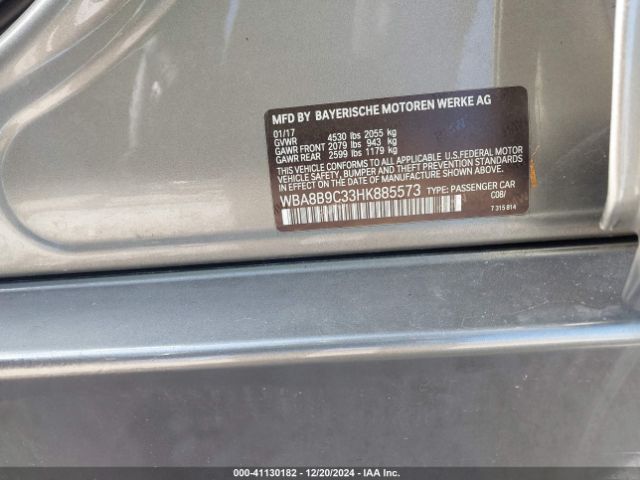 MFD BY BAYERISCHE MOTOREN WERKE AG
01/17
GVWR 4530 lbs 2055 kg
GAWR FRONT 2079 lbs 943 kg
GAWR REAR 2599 lbs 1179 kg
THIS VEHICLE CONFORMS TO ALL APPLICABLE U.S.FEDERAL MOTOR
VEHICLE SAFETY, BUMPER AND THEFT PREVENTION STANDARDS
IN EFFECT ON THE DATE OF MANUFACTURE SHOWN ABOVE.
WBA8B9C33HK885573 TYPE: PASSENGER CAR
C08/
7 315 814
000-41130182 - 12/20/2024 - IAA Inc.